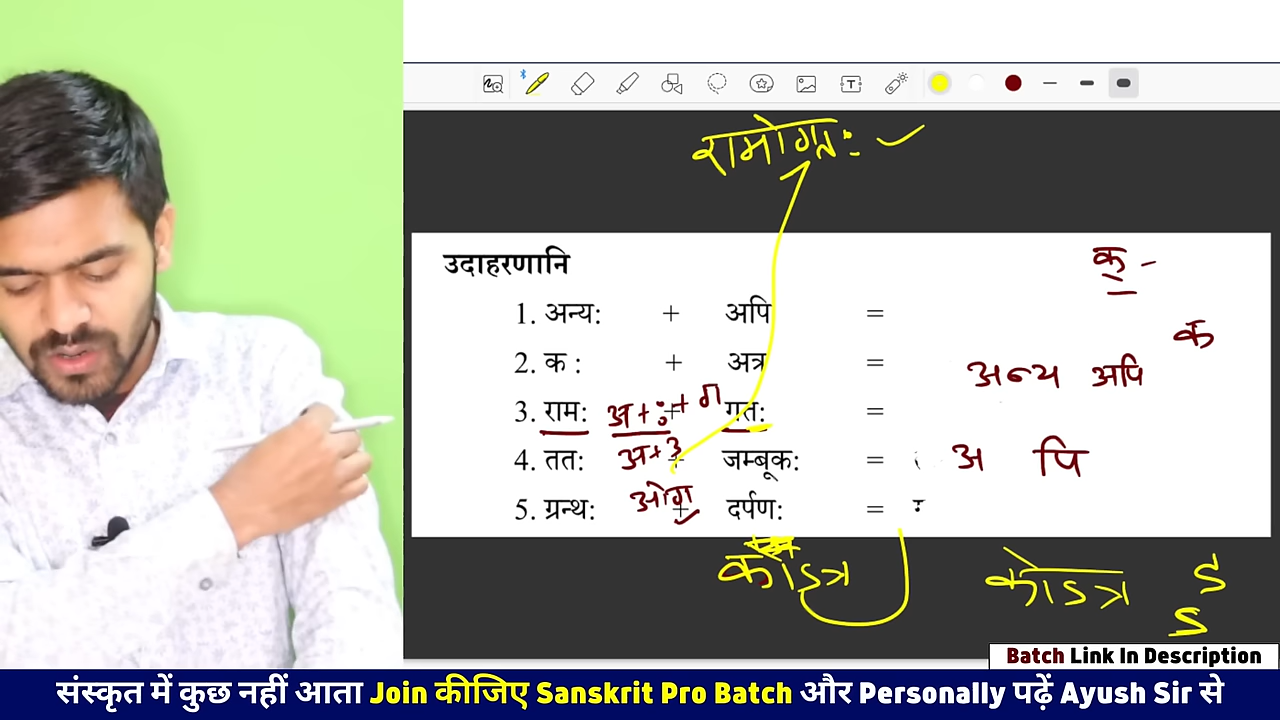 रामोगतः ✓
उदाहरणानि
क् -
1. अन्य: + अपि =
क
2. क : + अत्र =
अन्य अपि
3. राम: + गत: =
अ + : + ग
4. तत: + जम्बूक: =
अ+उ
अ पि
5. ग्रन्थ: + दर्पण: =
ओग
कोऽत्र
कोऽत्र ऽ
ऽ
Batch Link In Description
संस्कृत में कुछ नहीं आता Join कीजिए Sanskrit Pro Batch और Personally पढ़ें Ayush Sir से